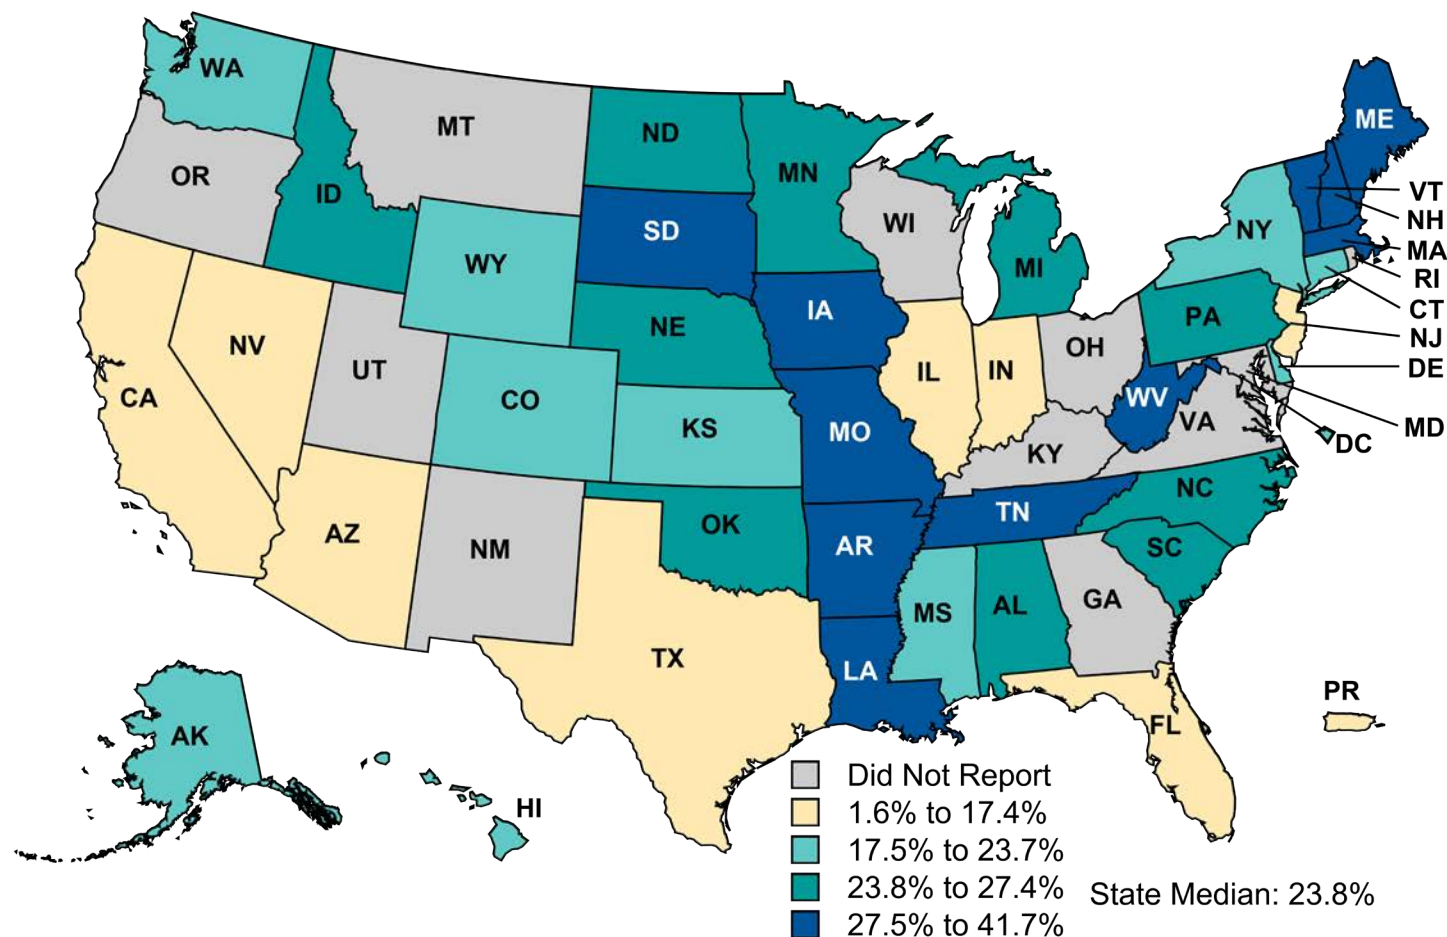 WA
MT
ND
MN
ME
OR
ID
SD
WI
VT
NH
MA
RI
CT
NJ
DE
MD
DC
WY
MI
NY
IA
NE
PA
NV
UT
CO
IL
IN
OH
WV
VA
CA
KS
MO
KY
AZ
NM
OK
AR
TN
NC
SC
MS
AL
GA
TX
LA
FL
PR
AK
HI
Did Not Report
1.6% to 17.4%
17.5% to 23.7%
23.8% to 27.4%
State Median: 23.8%
27.5% to 41.7%